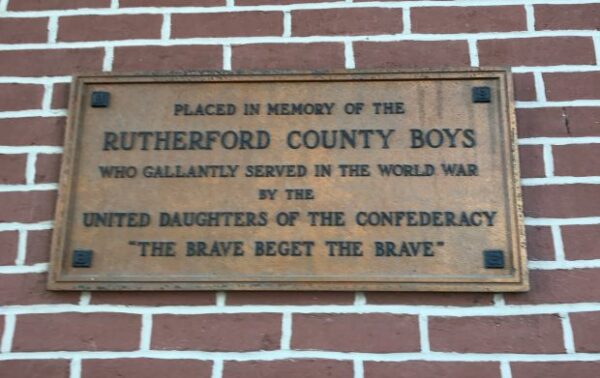 PLACED IN MEMORY OF THE
RUTHERFORD COUNTY BOYS
WHO GALLANTLY SERVED IN THE WORLD WAR
BY THE
UNITED DAUGHTERS OF THE CONFEDERACY
"THE BRAVE BEGET THE BRAVE"